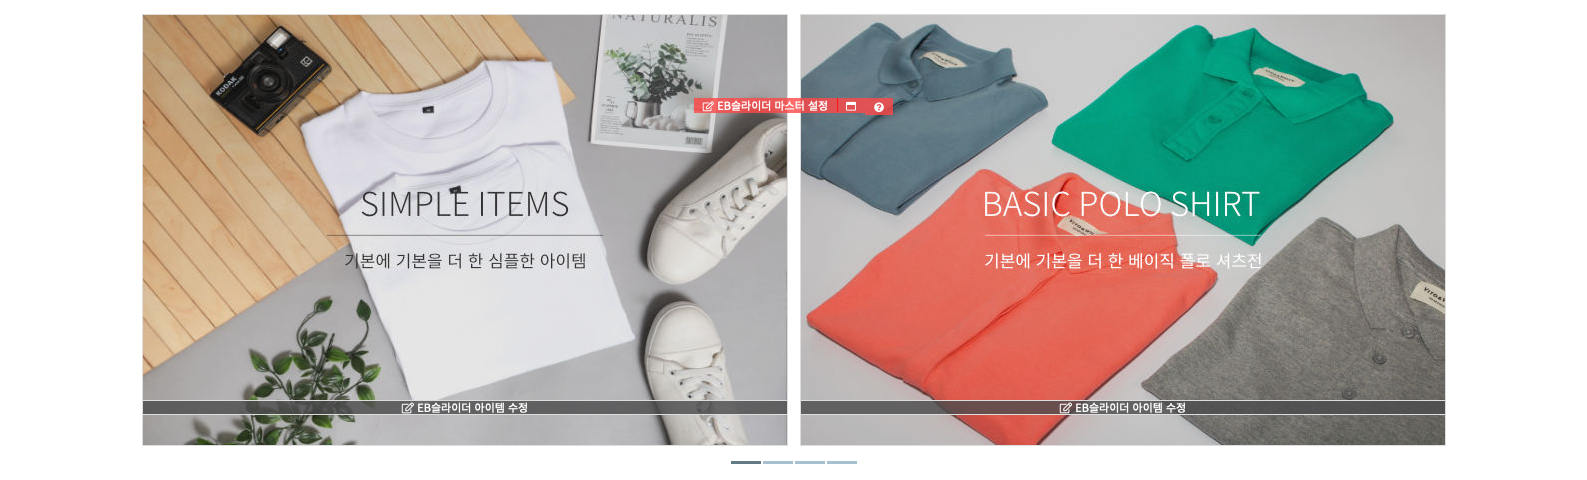 NATURALIS
KODAK
EB슬라이더 마스터 설정
SIMPLE ITEMS
기본에 기본을 더 한 심플한 아이템
EB슬라이더 아이템 수정
BASIC POLO SHIRT
기본에 기본을 더 한 베이직 폴로 셔츠전
EB슬라이더 아이템 수정